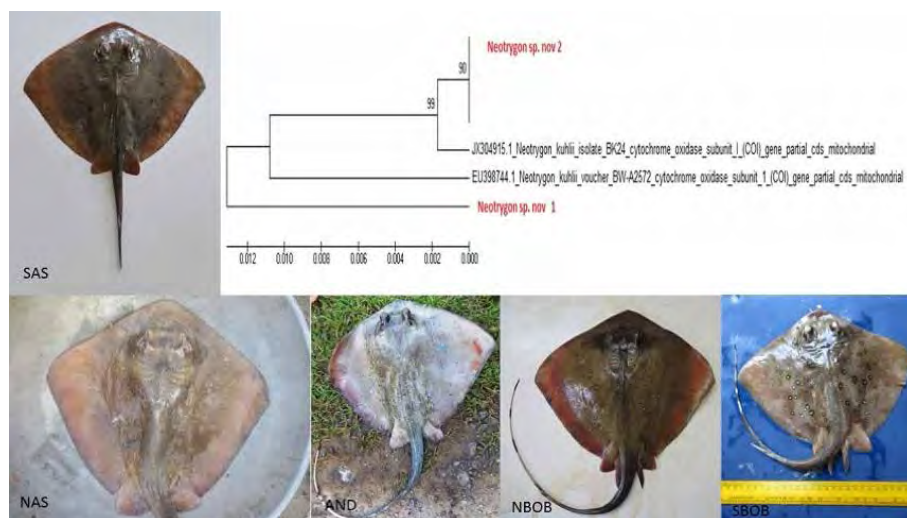 Neotrygon sp. nov 2
90
99
JX304915.1_Neotrygon_kuhlii_isolate_BK24_cytochrome_oxidase_subunit_I_(COI)_gene_partial_cds_mitochondrial
EU398744.1_Neotrygon_kuhlii_voucher_BW-A2572_cytochrome_oxidase_subunit_1_(COI)_gene_partial_cds_mitochondrial
Neotrygon sp. nov 1
0.012 0.010 0.008 0.006 0.004 0.002 0.000
SAS
NAS
AND
NBOB
SBOB